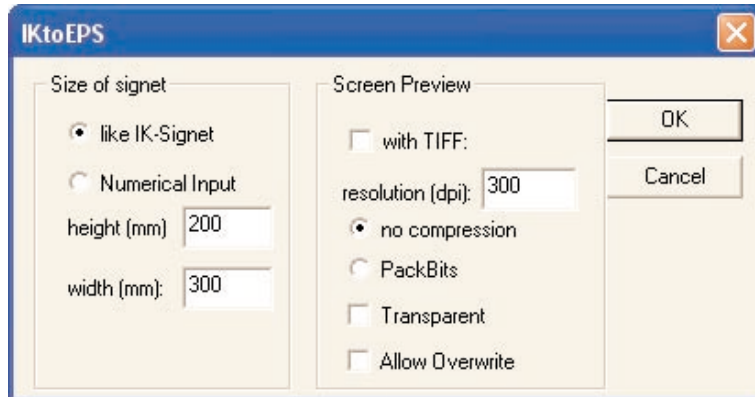 IKtoEPS
Size of signet
like IK-Signet
Numerical Input
height (mm) 200
width (mm): 300
Screen Preview
with TIFF:
resolution (dpi): 300
no compression
PackBits
Transparent
Allow Overwrite
OK
Cancel